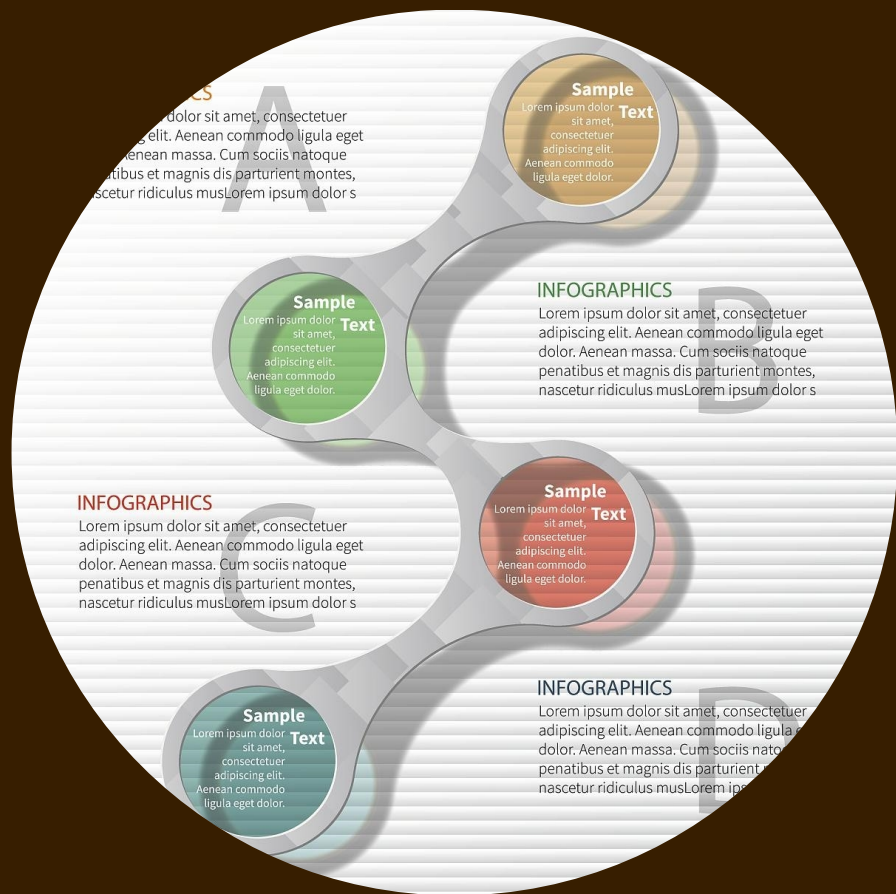 A
dolor sit amet, consectetuer
elit. Aenean commodo ligula eget
Aenean massa. Cum sociis natoque
et magnis dis parturient montes,
ridiculus musLorem ipsum dolor s
Sample
Text
Lorem ipsum dolor
sit amet,
consectetuer
adipiscing elit.
Aenean commodo
ligula eget dolor.
Sample
Text
Lorem ipsum dolor
sit amet,
consectetuer
adipiscing elit.
Aenean commodo
ligula eget dolor.
B
INFOGRAPHICS
Lorem ipsum dolor sit amet, consectetuer
adipiscing elit. Aenean commodo ligula eget
dolor. Aenean massa. Cum sociis natoque
penatibus et magnis dis parturient montes,
nascetur ridiculus musLorem ipsum dolor s
C
INFOGRAPHICS
Lorem ipsum dolor sit amet, consectetuer
adipiscing elit. Aenean commodo ligula eget
dolor. Aenean massa. Cum sociis natoque
penatibus et magnis dis parturient montes,
nascetur ridiculus musLorem ipsum dolor s
Sample
Text
Lorem ipsum dolor
sit amet,
consectetuer
adipiscing elit.
Aenean commodo
ligula eget dolor.
Sample
Text
Lorem ipsum dolor
sit amet,
consectetuer
adipiscing elit.
Aenean commodo
ligula eget dolor.
D
INFOGRAPHICS
Lorem ipsum dolor sit amet, consectetuer
adipiscing elit. Aenean commodo ligula
dolor. Aenean massa. Cum sociis
penatibus et magnis dis parturient
nascetur ridiculus musLorem